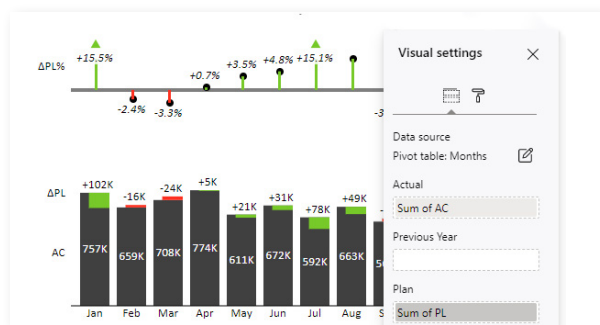 Visual settings
ΔPL%
+15.5% -2.4% -3.3% +0.7% +3.5% +4.8% +15.1%
Data source
Pivot table: Months
Actual
Sum of AC
Previous Year
Plan
Sum of PL
ΔPL
+102K -16K -24K +5K +21K +31K +78K +49K
AC
757K 659K 708K 774K 611K 672K 592K 663K
Jan Feb Mar Apr May Jun Jul Aug